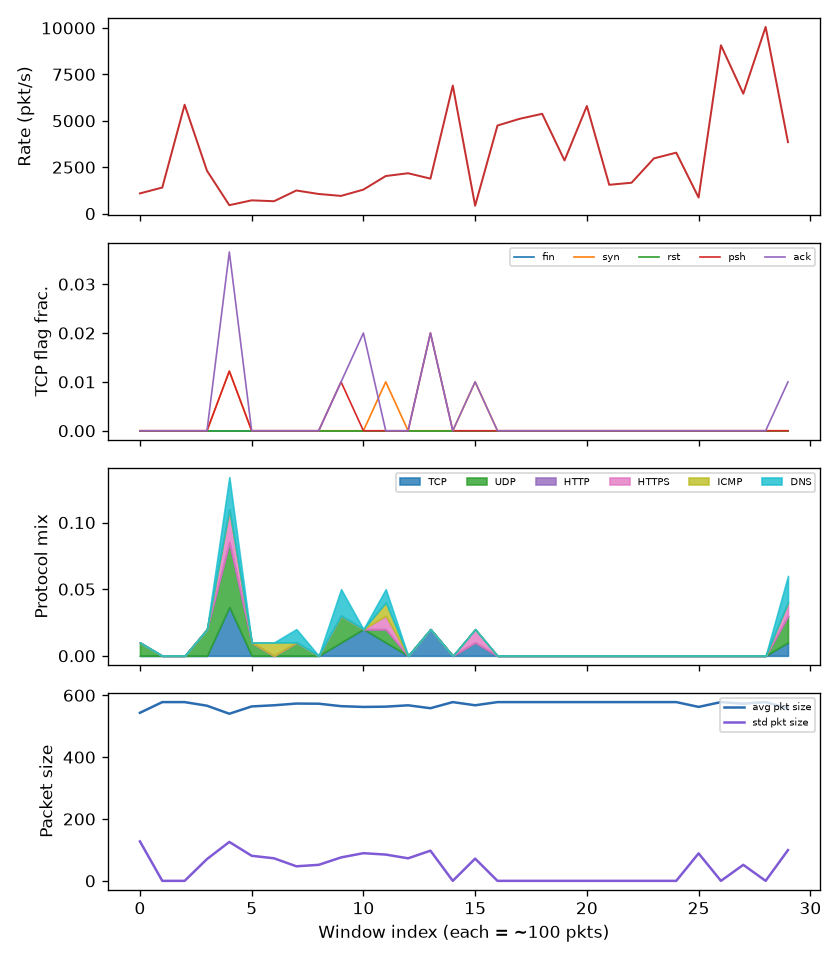 10000
7500
5000
2500
0
Rate (pkt/s)
fin syn rst psh ack
0.03
0.02
0.01
0.00
TCP flag frac.
TCP UDP HTTP HTTPS ICMP DNS
0.10
0.05
0.00
Protocol mix
600
400
200
0
Packet size
avg pkt size
std pkt size
0 5 10 15 20 25 30
Window index (each = ~100 pkts)